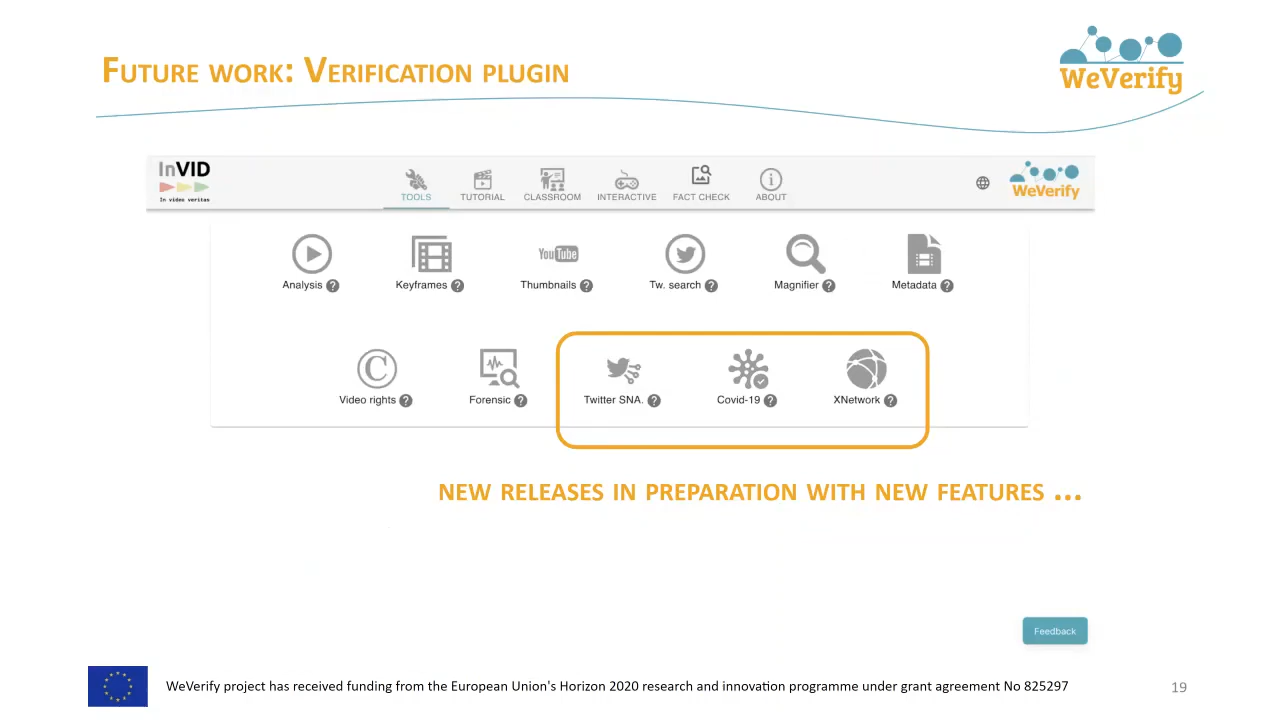 Future work: Verification plugin
WeVerify
InVID
In video veritas
TOOLS
TUTORIAL
CLASSROOM
INTERACTIVE
FACT CHECK
ABOUT
WeVerify
You Tube
Analysis ?
Keyframes ?
Thumbnails ?
Tw. search ?
Magnifier ?
Metadata ?
C
Video rights ?
Forensic ?
Twitter SNA. ?
Covid-19 ?
XNetwork ?
NEW RELEASES IN PREPARATION WITH NEW FEATURES ...
Feedback
WeVerify project has received funding from the European Union's Horizon 2020 research and innovation programme under grant agreement No 825297
19